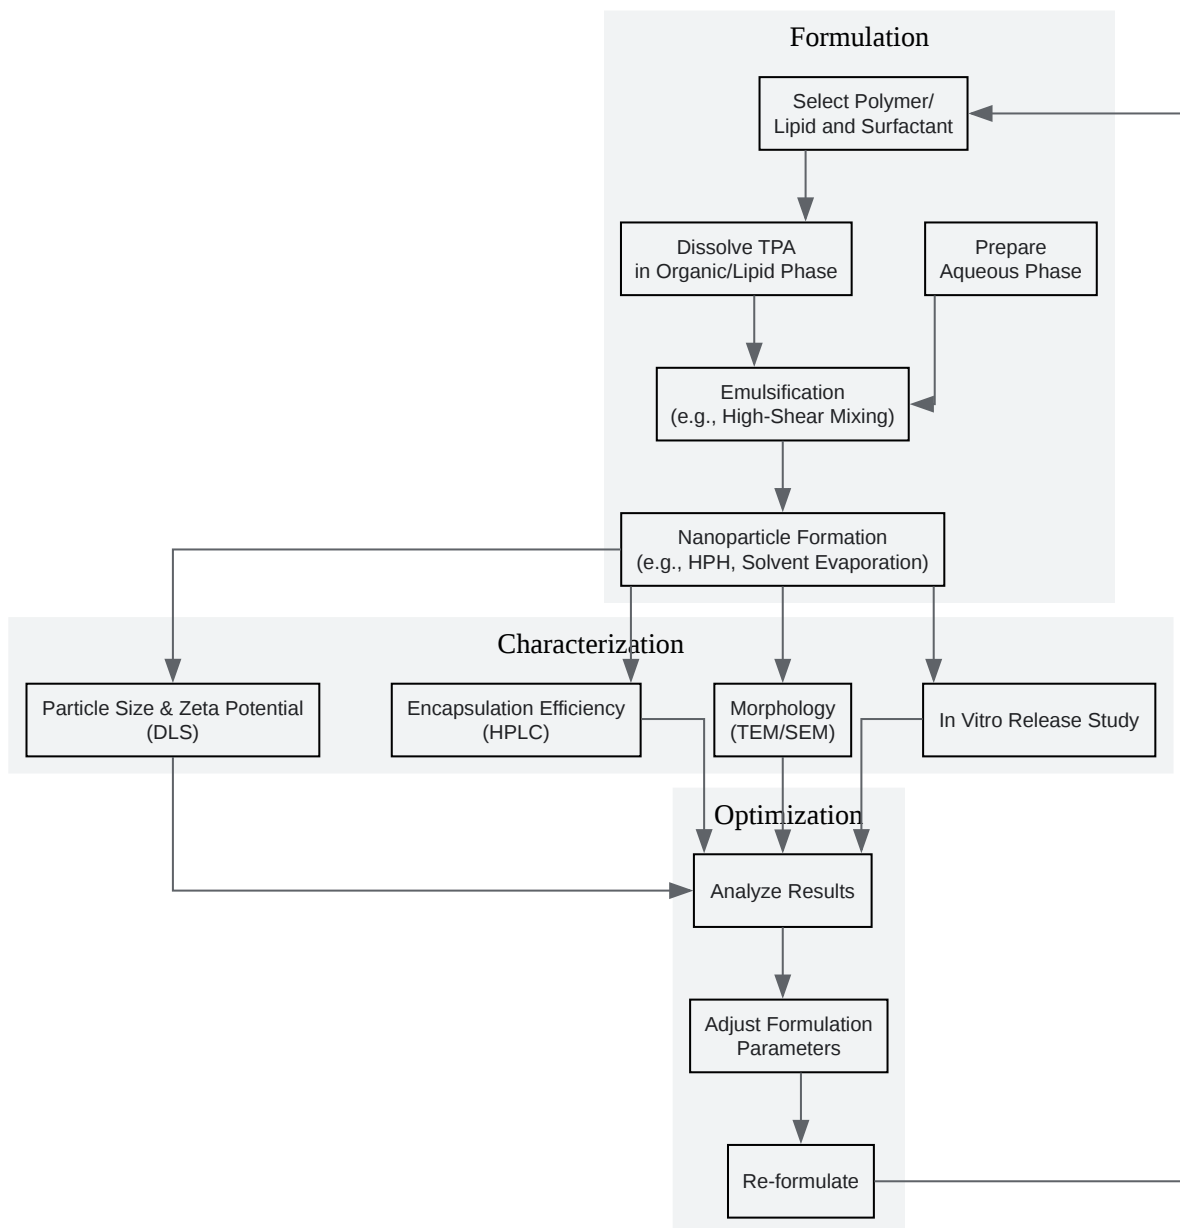 Formulation
Select Polymer/
Lipid and Surfactant
Dissolve TPA
in Organic/Lipid Phase
Prepare
Aqueous Phase
Emulsification
(e.g., High-Shear Mixing)
Nanoparticle Formation
(e.g., HPH, Solvent Evaporation)
Characterization
Particle Size & Zeta Potential
(DLS)
Encapsulation Efficiency
(HPLC)
Morphology
(TEM/SEM)
In Vitro Release Study
Optimization
Analyze Results
Adjust Formulation
Parameters
Re-formulate